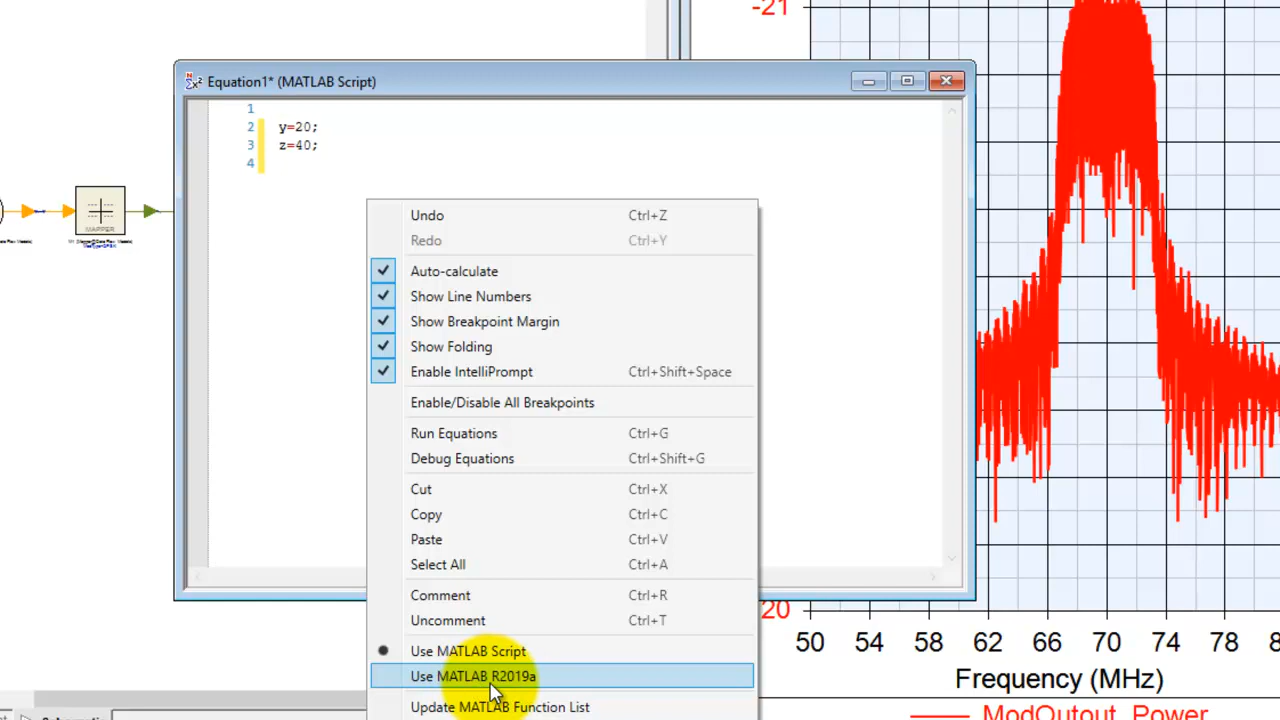 -21
Equation1* (MATLAB Script)
1
2 y=20;
3 z=40;
4
MAPPER
Undo Ctrl+Z
Redo Ctrl+Y
Auto-calculate
Show Line Numbers
Show Breakpoint Margin
Show Folding
Enable IntelliPrompt Ctrl+Shift+Space
Enable/Disable All Breakpoints
Run Equations Ctrl+G
Debug Equations Ctrl+Shift+G
Cut Ctrl+X
Copy Ctrl+C
Paste Ctrl+V
Select All Ctrl+A
Comment Ctrl+R
Uncomment Ctrl+T
Use MATLAB Script
Use MATLAB R2019a
Update MATLAB Function List
20
50 54 58 62 66 70 74 78 8
Frequency (MHz)
ModOutput_Power